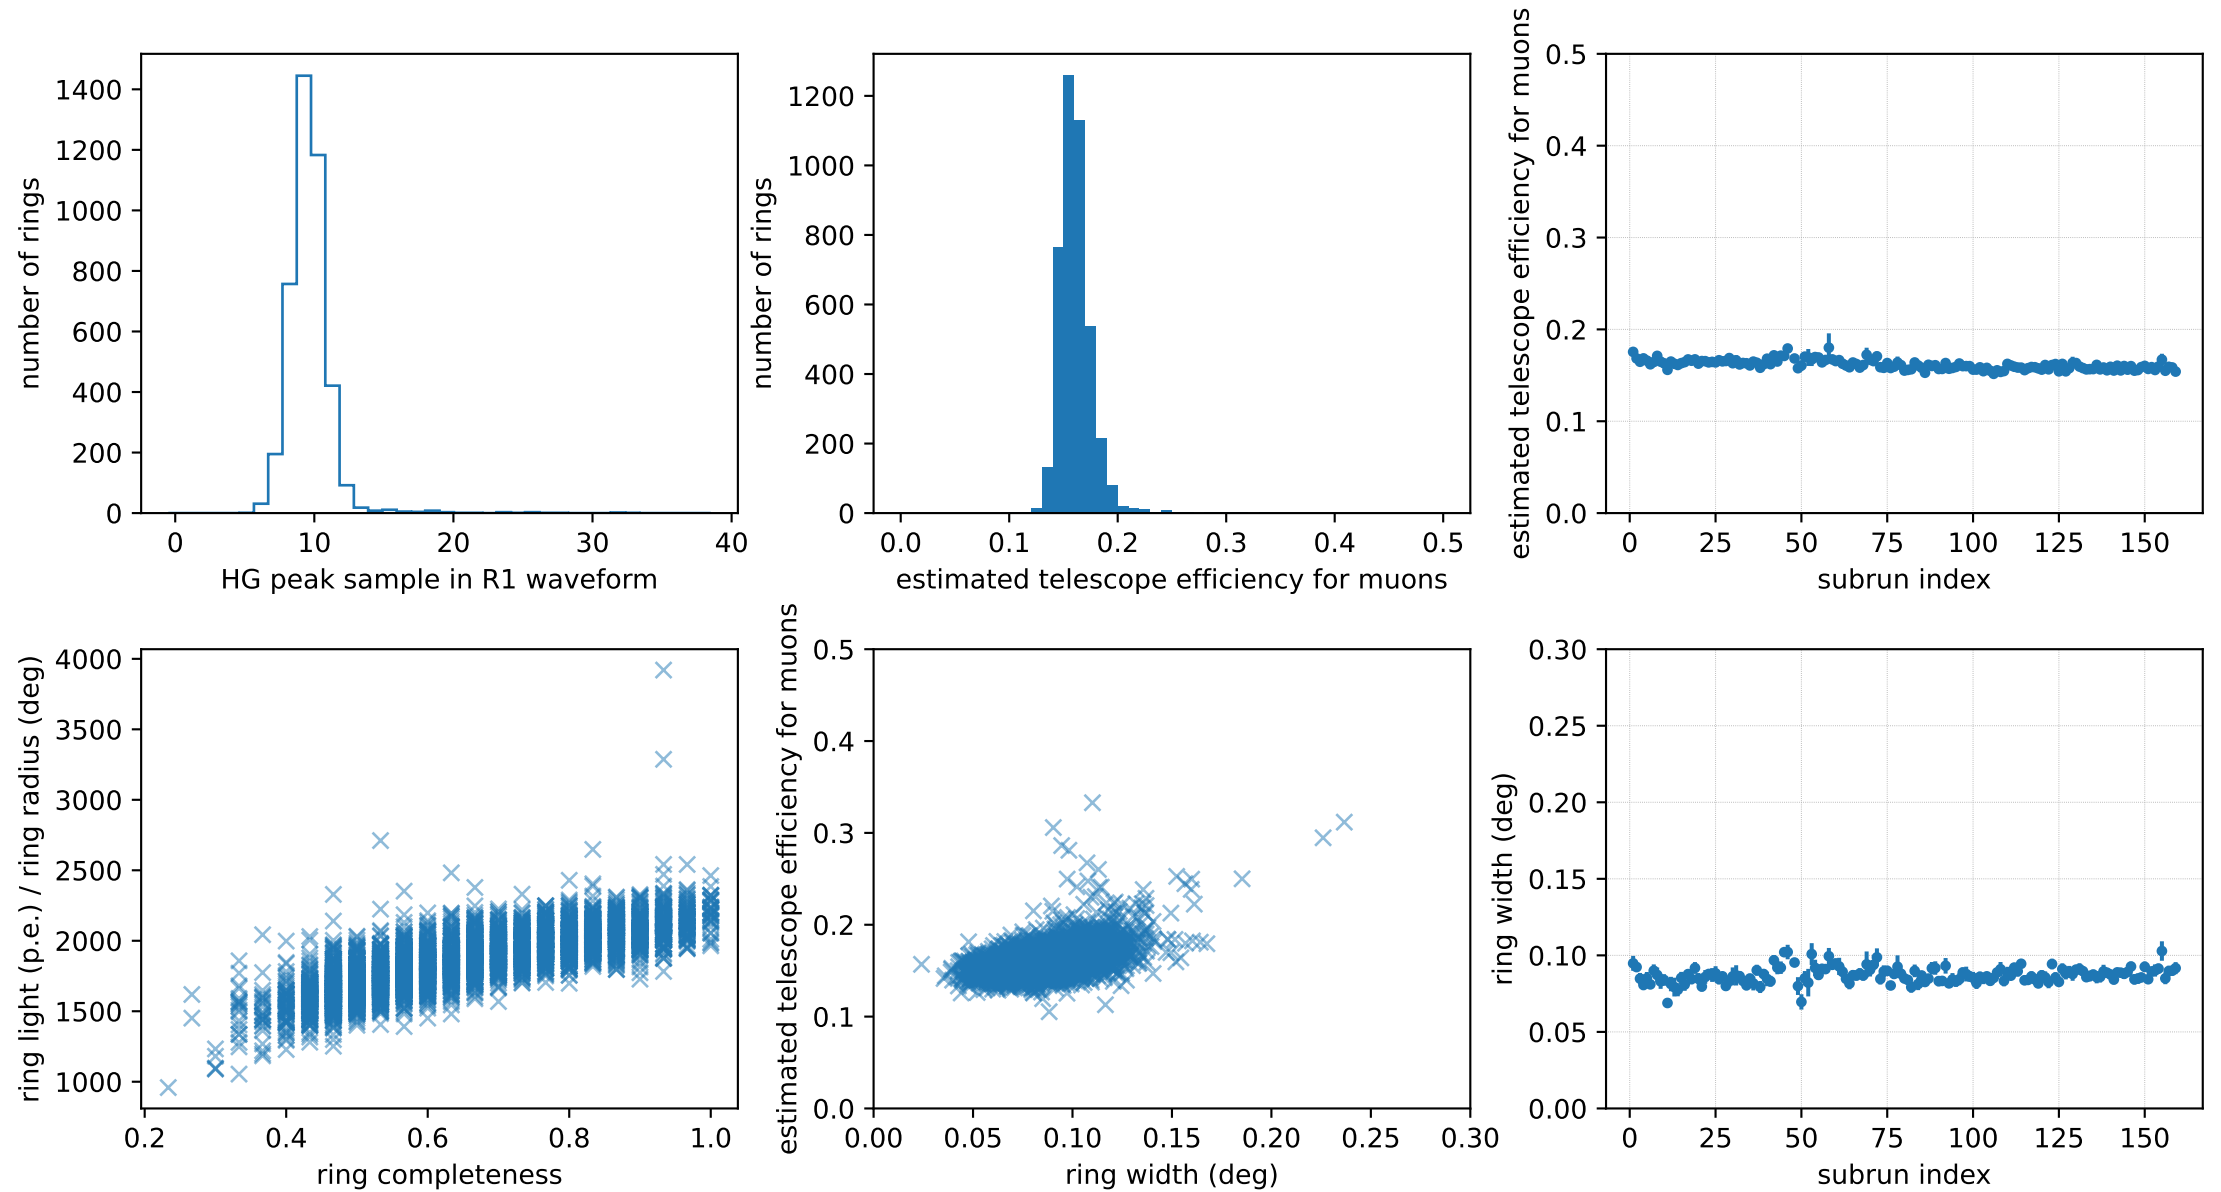 number of rings
1400
1200
1000
800
600
400
200
0
0 10 20 30 40
HG peak sample in R1 waveform
number of rings
1200
1000
800
600
400
200
0
0.0 0.1 0.2 0.3 0.4 0.5
estimated telescope efficiency for muons
estimated telescope efficiency for muons
0.5
0.4
0.3
0.2
0.1
0.0
0 25 50 75 100 125 150
subrun index
ring light (p.e.) / ring radius (deg)
4000
3500
3000
2500
2000
1500
1000
0.2 0.4 0.6 0.8 1.0
ring completeness
estimated telescope efficiency for muons
0.5
0.4
0.3
0.2
0.1
0.0
0.00 0.05 0.10 0.15 0.20 0.25 0.30
ring width (deg)
ring width (deg)
0.30
0.25
0.20
0.15
0.10
0.05
0.00
0 25 50 75 100 125 150
subrun index